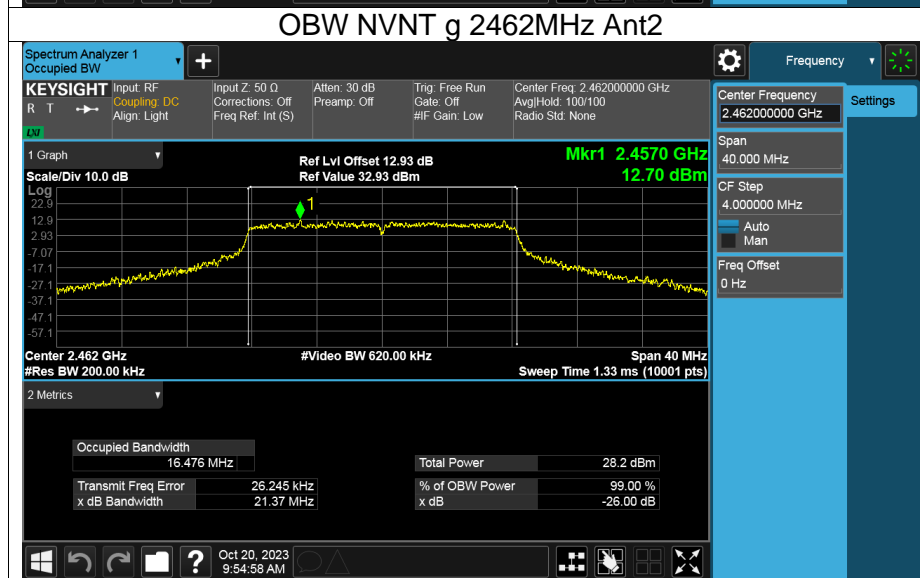 OBW NVNT g 2462MHz Ant2
Spectrum Analyzer 1
Occupied BW
+
Frequency
KEYSIGHT
R T
LXI
Input: RF
Coupling: DC
Align: Light
Input Z: 50 Ω
Corrections: Off
Freq Ref: Int (S)
Atten: 30 dB
Preamp: Off
Trig: Free Run
Gate: Off
#IF Gain: Low
Center Freq: 2.462000000 GHz
Avg|Hold: 100/100
Radio Std: None
Center Frequency
2.462000000 GHz
Settings
Span
40.000 MHz
CF Step
4.000000 MHz
Auto
Man
Freq Offset
0 Hz
1 Graph
Scale/Div 10.0 dB
Ref Lvl Offset 12.93 dB
Ref Value 32.93 dBm
Mkr1 2.4570 GHz
12.70 dBm
Log
22.9
12.9
2.93
-7.07
-17.1
-27.1
-37.1
-47.1
-57.1
1
Center 2.462 GHz
#Video BW 620.00 kHz
Span 40 MHz
#Res BW 200.00 kHz
Sweep Time 1.33 ms (10001 pts)
2 Metrics
Occupied Bandwidth
16.476 MHz
Total Power 28.2 dBm
Transmit Freq Error 26.245 kHz
% of OBW Power 99.00 %
x dB Bandwidth 21.37 MHz
x dB -26.00 dB
?
Oct 20, 2023
9:54:58 AM